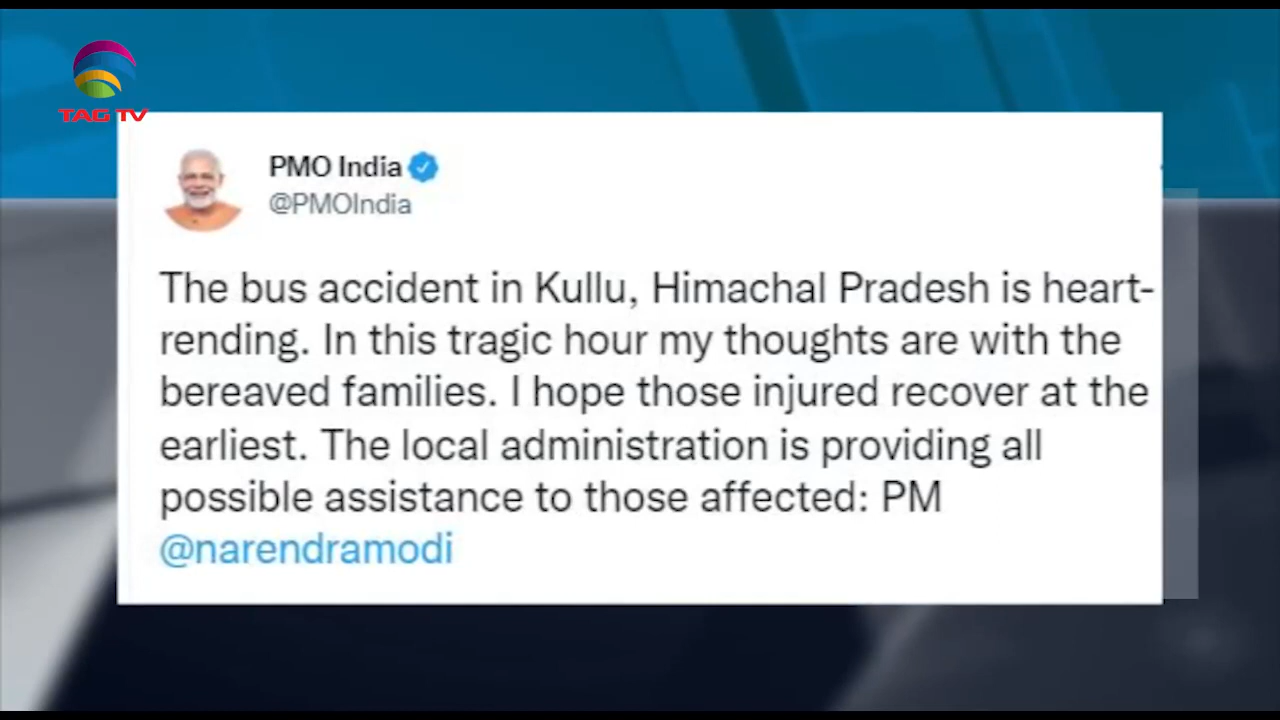 TAG TV
PMO India
@PMOIndia
The bus accident in Kullu, Himachal Pradesh is heart-
rending. In this tragic hour my thoughts are with the
bereaved families. I hope those injured recover at the
earliest. The local administration is providing all
possible assistance to those affected: PM
@narendramodi